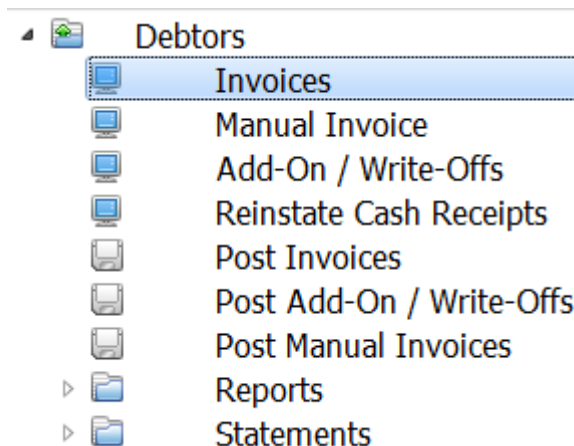 Debtors
Invoices
Manual Invoice
Add-On / Write-Offs
Reinstate Cash Receipts
Post Invoices
Post Add-On / Write-Offs
Post Manual Invoices
Reports
Statements